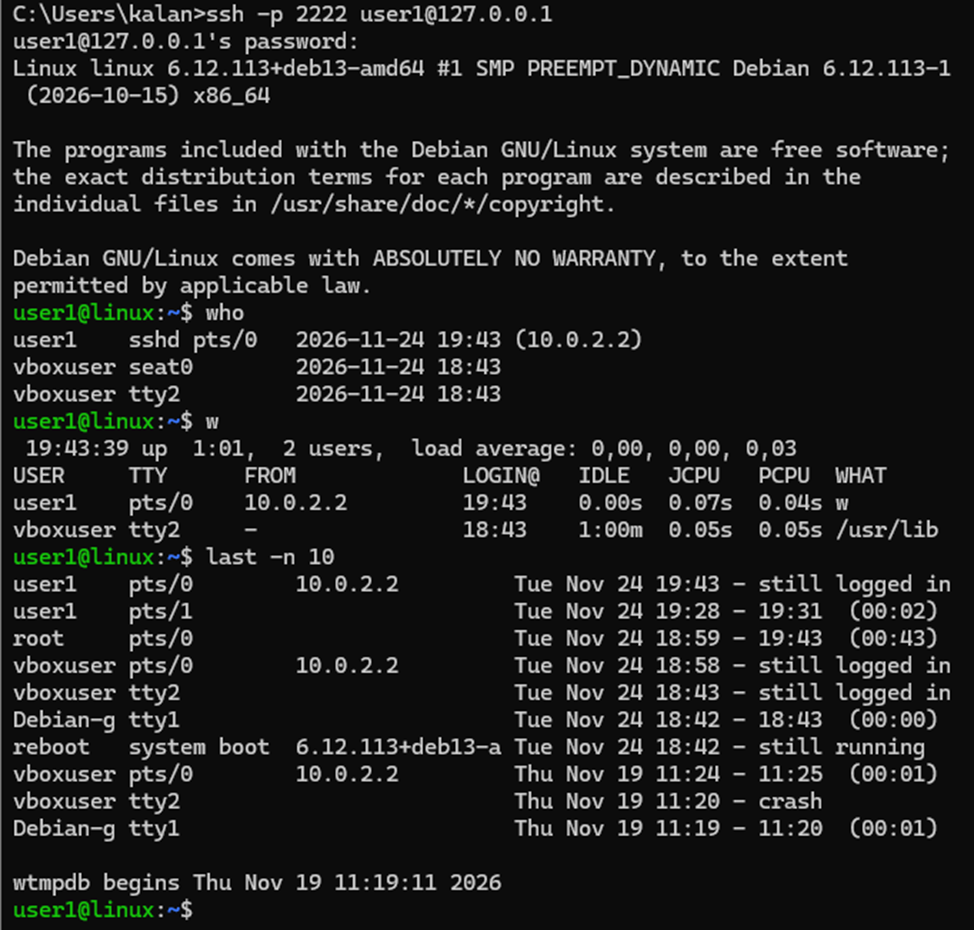 C:\Users\kalan>ssh -p 2222 user1@127.0.0.1
user1@127.0.0.1's password:
Linux linux 6.12.113+deb13-amd64 #1 SMP PREEMPT_DYNAMIC Debian 6.12.113-1
 (2026-10-15) x86_64

The programs included with the Debian GNU/Linux system are free software;
the exact distribution terms for each program are described in the
individual files in /usr/share/doc/*/copyright.

Debian GNU/Linux comes with ABSOLUTELY NO WARRANTY, to the extent
permitted by applicable law.
user1@linux:~$ who
user1    sshd pts/0   2026-11-24 19:43 (10.0.2.2)
vboxuser seat0        2026-11-24 18:43
vboxuser tty2         2026-11-24 18:43
user1@linux:~$ w
 19:43:39 up  1:01,  2 users,  load average: 0,00, 0,00, 0,03
USER     TTY      FROM             LOGIN@   IDLE   JCPU   PCPU  WHAT
user1    pts/0    10.0.2.2         19:43    0.00s  0.07s  0.04s w
vboxuser tty2     -                18:43    1:00m  0.05s  0.05s /usr/lib
user1@linux:~$ last -n 10
user1    pts/0        10.0.2.2         Tue Nov 24 19:43 - still logged in
user1    pts/1                         Tue Nov 24 19:28 - 19:31  (00:02)
root     pts/0                         Tue Nov 24 18:59 - 19:43  (00:43)
vboxuser pts/0        10.0.2.2         Tue Nov 24 18:58 - still logged in
vboxuser tty2                          Tue Nov 24 18:43 - still logged in
Debian-g tty1                          Tue Nov 24 18:42 - 18:43  (00:00)
reboot   system boot  6.12.113+deb13-a Tue Nov 24 18:42 - still running
vboxuser pts/0        10.0.2.2         Thu Nov 19 11:24 - 11:25  (00:01)
vboxuser tty2                          Thu Nov 19 11:20 - crash
Debian-g tty1                          Thu Nov 19 11:19 - 11:20  (00:01)

wtmpdb begins Thu Nov 19 11:19:11 2026
user1@linux:~$